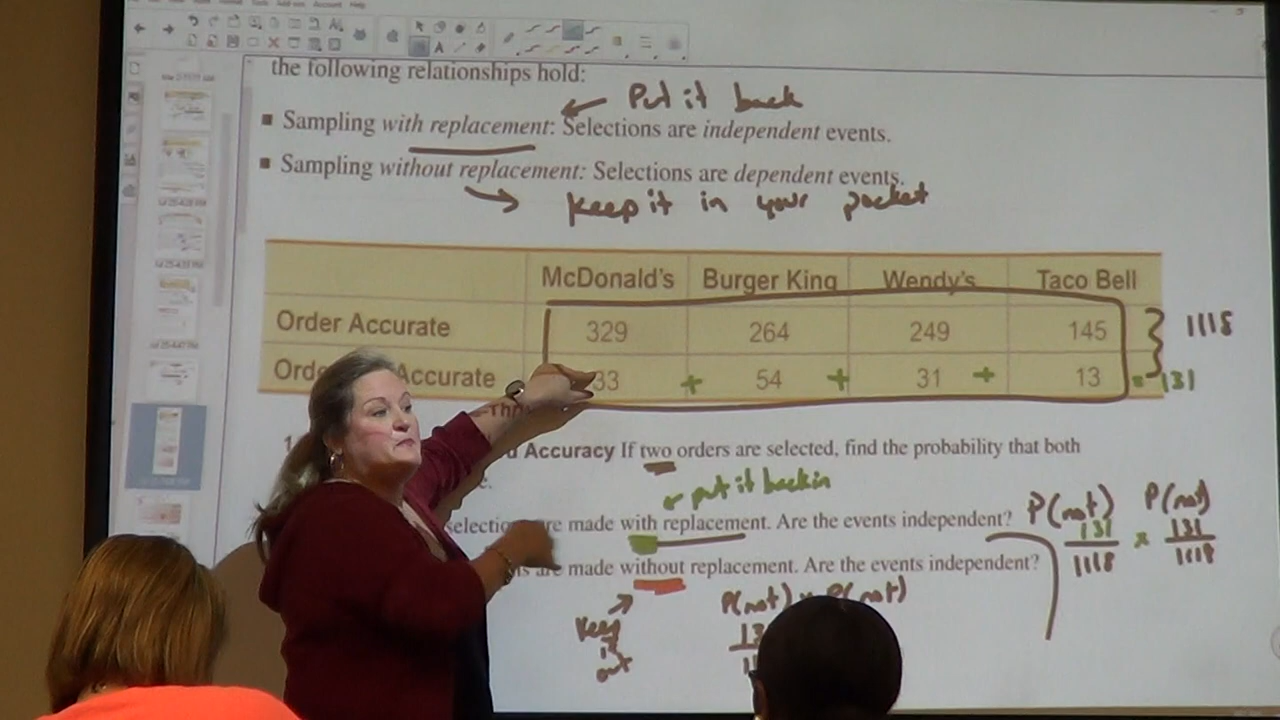 the following relationships hold:
Put it back
■ Sampling with replacement: Selections are independent events.
■ Sampling without replacement: Selections are dependent events.
keep it in your pocket
McDonald's Burger King Wendy's Taco Bell
Order Accurate 329 264 249 145
1118
Accurate 33 + 54 + 31 + 13 = 131
Accuracy If two orders are selected, find the probability that both
put it back in
are made with replacement. Are the events independent?
P(not) P(not)
131 x 131
1118 1118
are made without replacement. Are the events independent?
P(not) x P(not)
keep
it
out